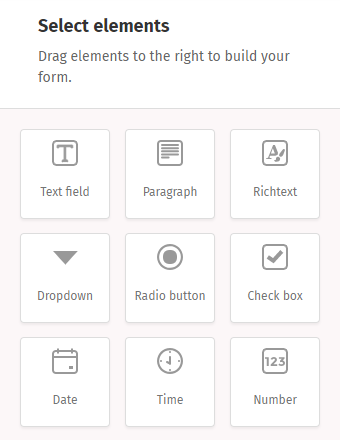 Select elements
Drag elements to the right to build your
form.
Text field
Paragraph
Richtext
Dropdown
Radio button
Check box
123
Date
Time
Number